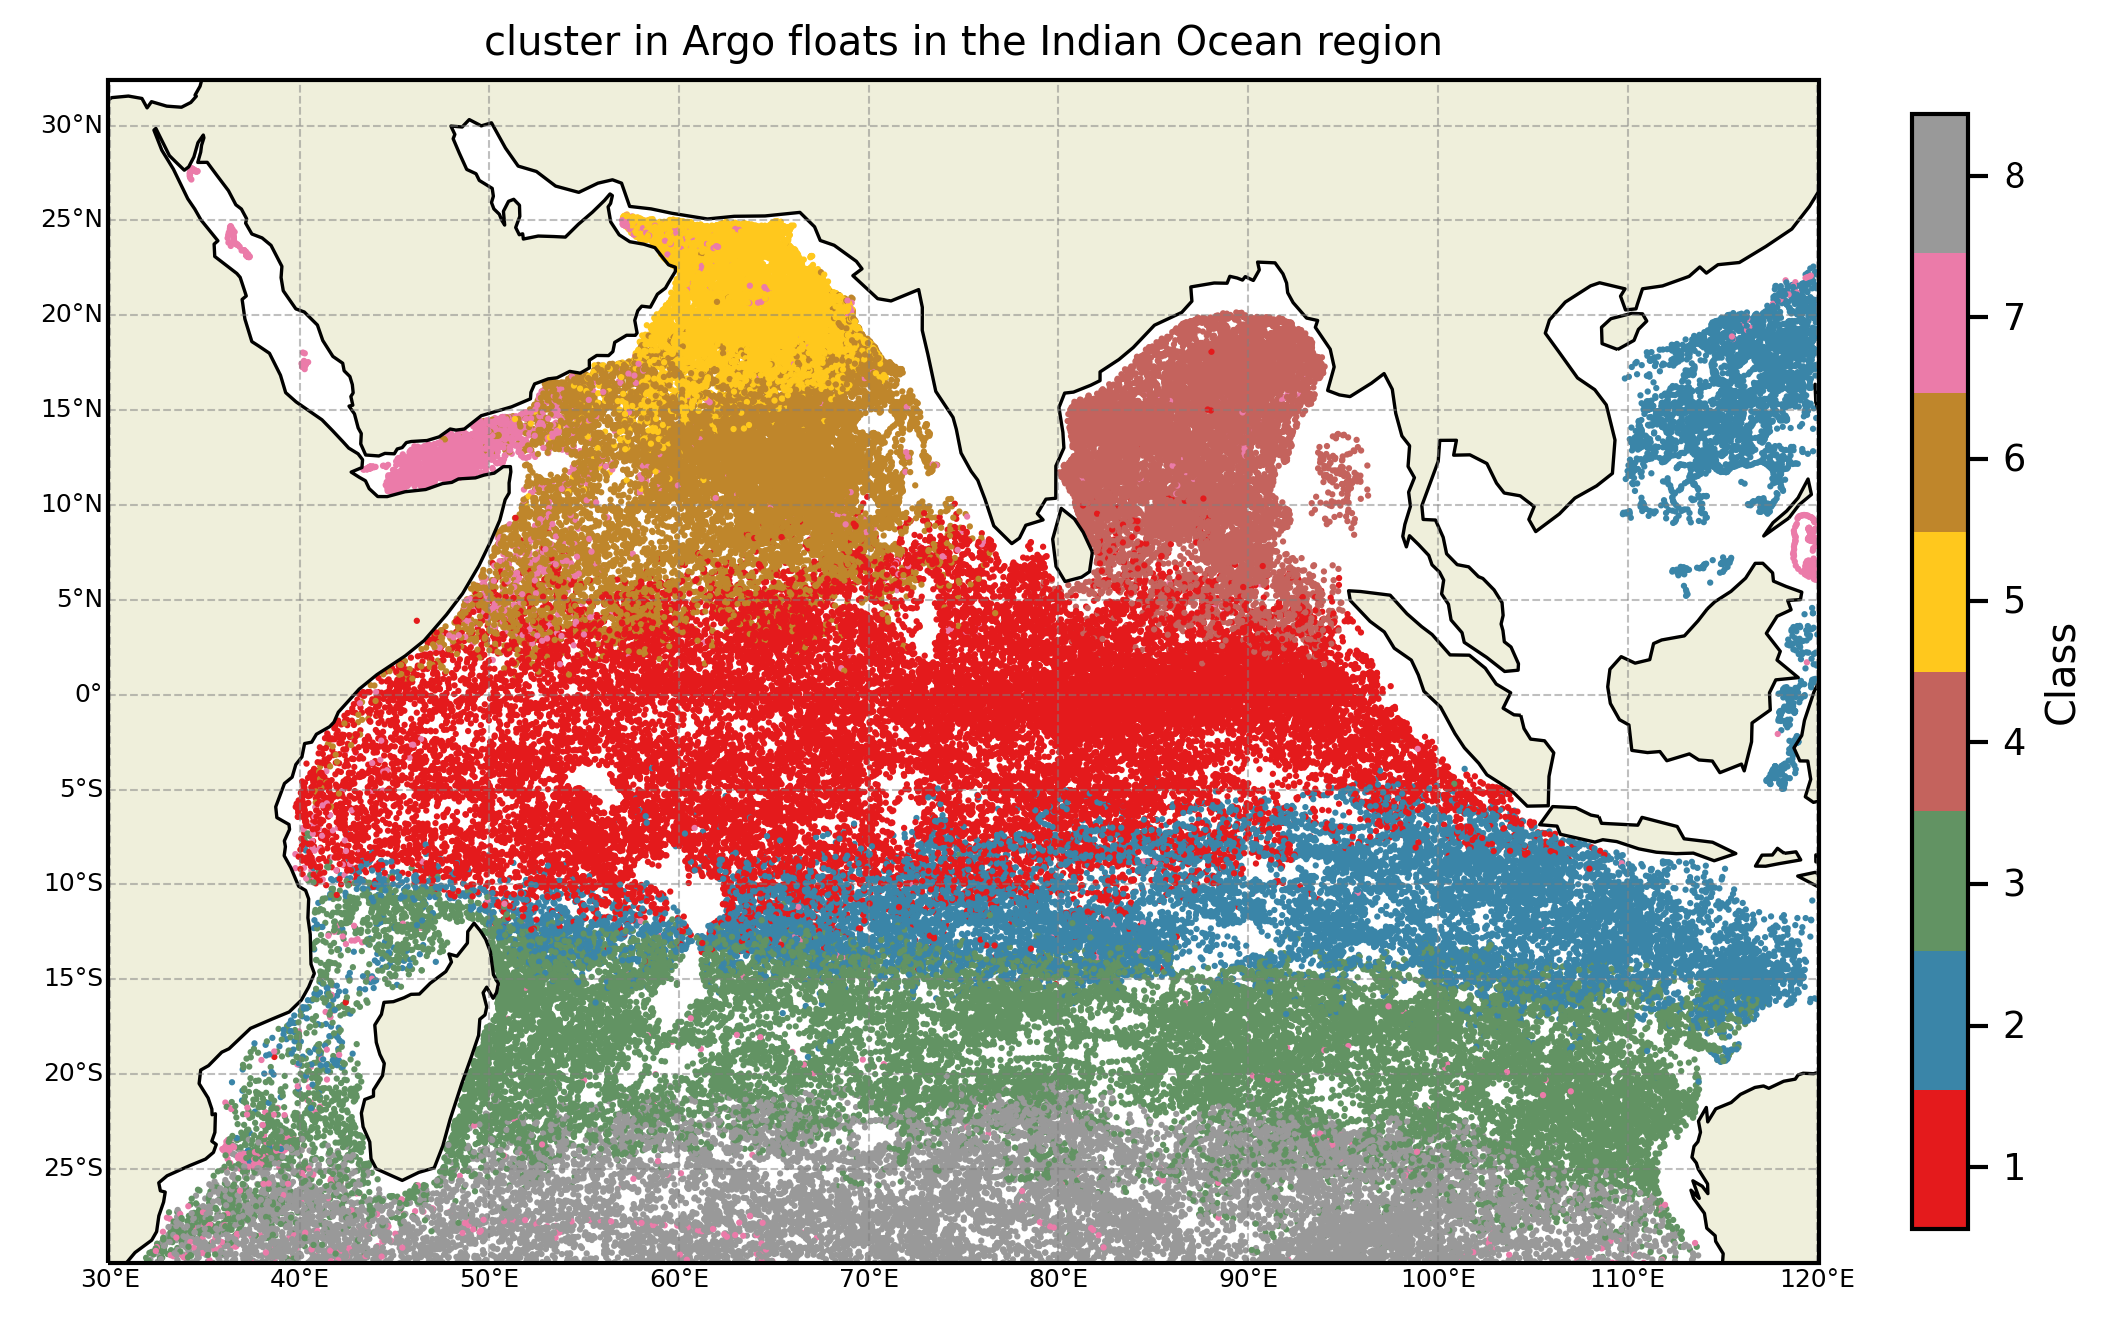 cluster in Argo floats in the Indian Ocean region
30°N
25°N
20°N
15°N
10°N
5°N
0°
5°S
10°S
15°S
20°S
25°S
30°E 40°E 50°E 60°E 70°E 80°E 90°E 100°E 110°E 120°E
8
7
6
5
4
3
2
1
Class